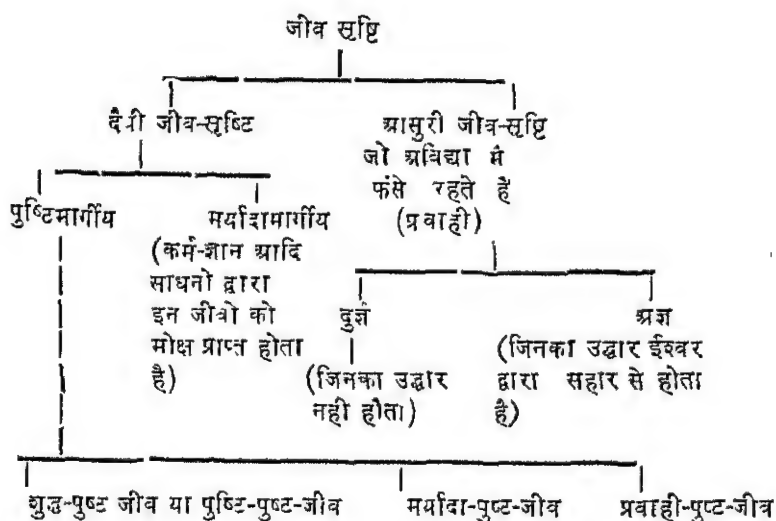 जीव सृष्टि
दैवी जीव-सृष्टि
आसुरी जीव-सृष्टि
जो अविद्या में
फंसे रहते हैं
(प्रवाही)
पुष्टिमार्गीय
मर्यादामार्गीय
(कर्म-ज्ञान आदि
साधनो द्वारा
इन जीवो को
मोक्ष प्राप्त होता
है)
दुर्ज्ञ
(जिनका उद्धार
नही होता)
अज्ञ
(जिनका उद्धार ईश्वर
द्वारा सहार से होता
है)
शुद्ध-पुष्ट जीव या पुष्टि-पुष्ट-जीव
मर्यादा-पुष्ट-जीव
प्रवाही-पुष्ट-जीव